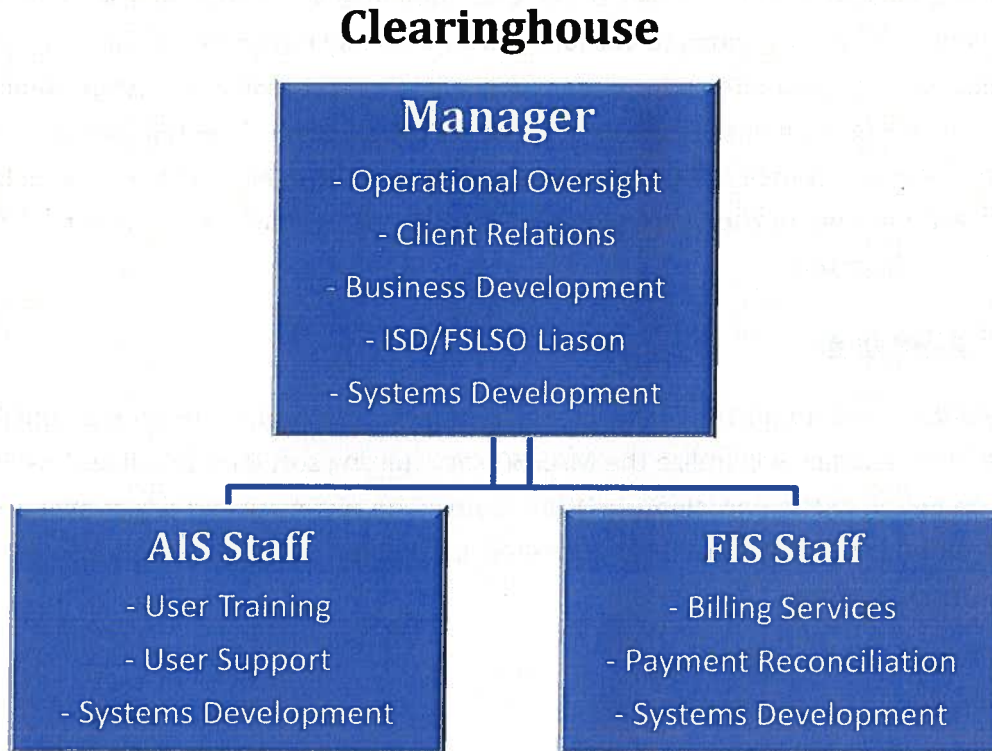 Clearinghouse
Manager
- Operational Oversight
- Client Relations
- Business Development
- ISD/FSLSO Liason
- Systems Development
AIS Staff
- User Training
- User Support
- Systems Development
FIS Staff
- Billing Services
- Payment Reconciliation
- Systems Development